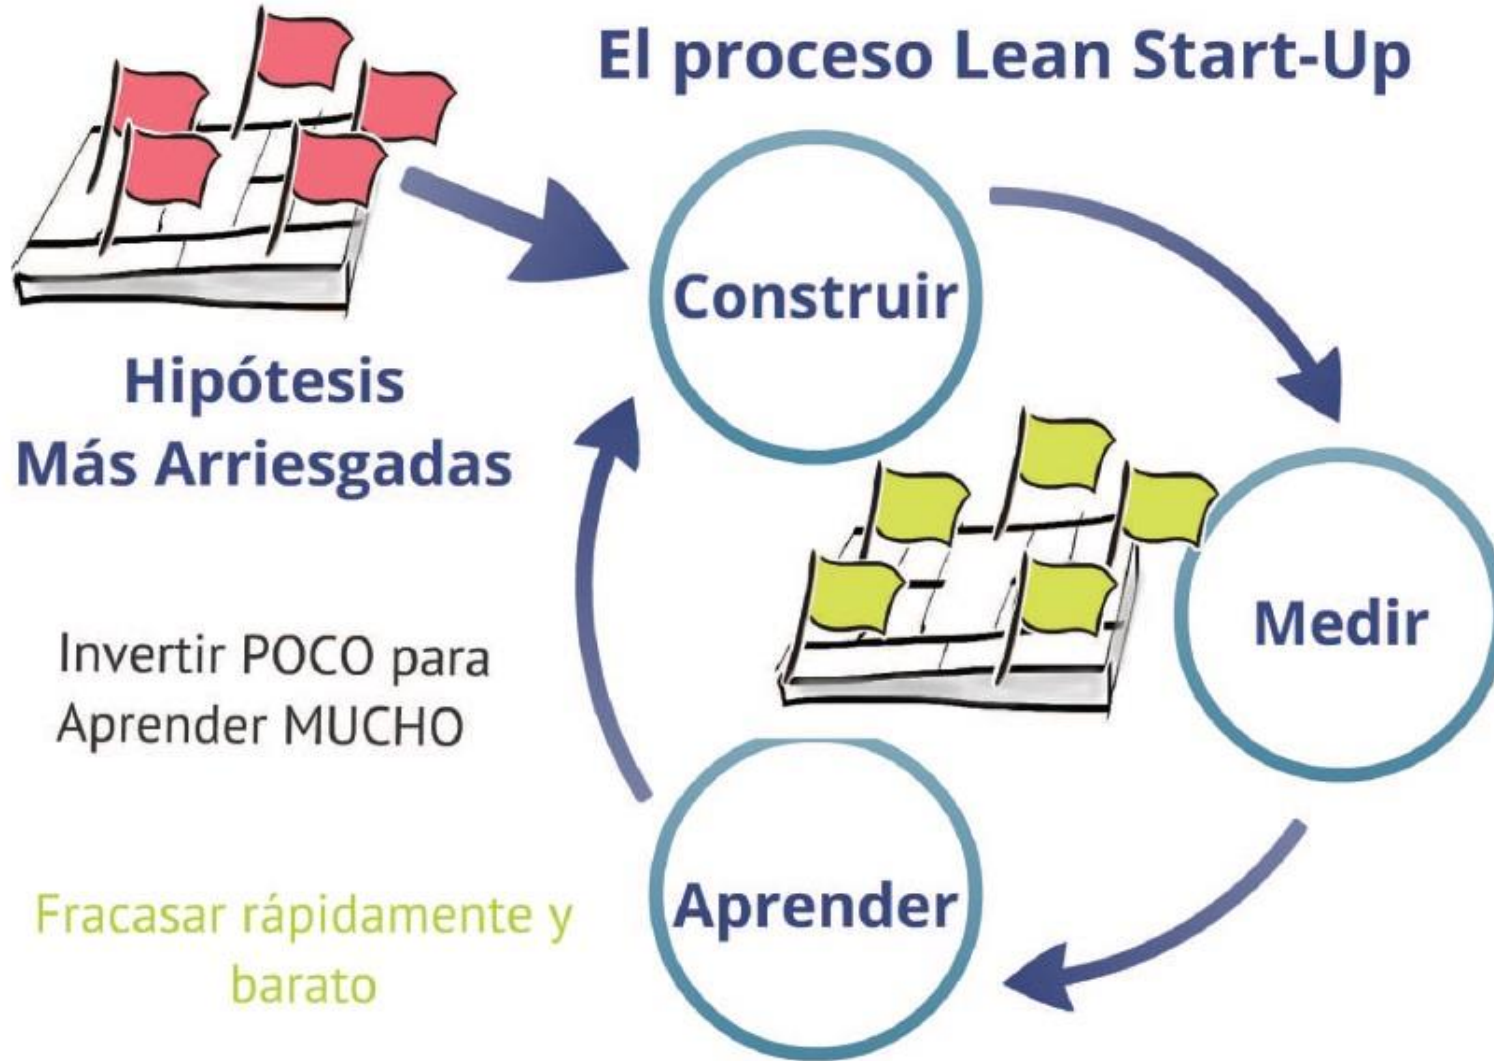 El proceso Lean Start-Up
Construir
Hipótesis
Más Arriesgadas
Medir
Invertir POCO para
Aprender MUCHO
Aprender
Fracasar rápidamente y
barato